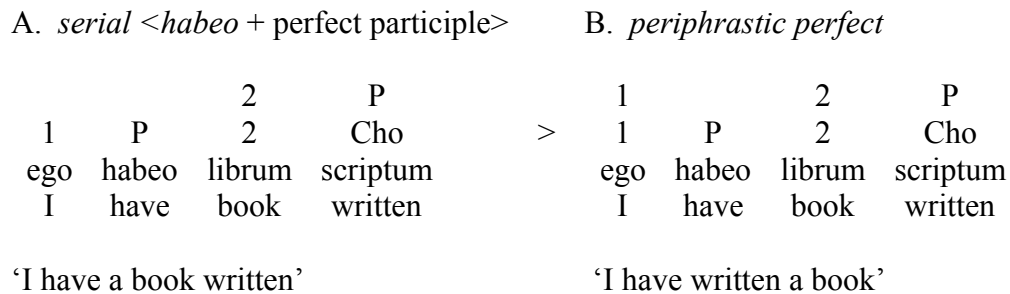 A. serial <habeo + perfect participle> B. periphrastic perfect
2 P 1 2 P
1 P 2 Cho > 1 P 2 Cho
ego habeo librum scriptum ego habeo librum scriptum
I have book written I have book written
‘I have a book written’ ‘I have written a book’